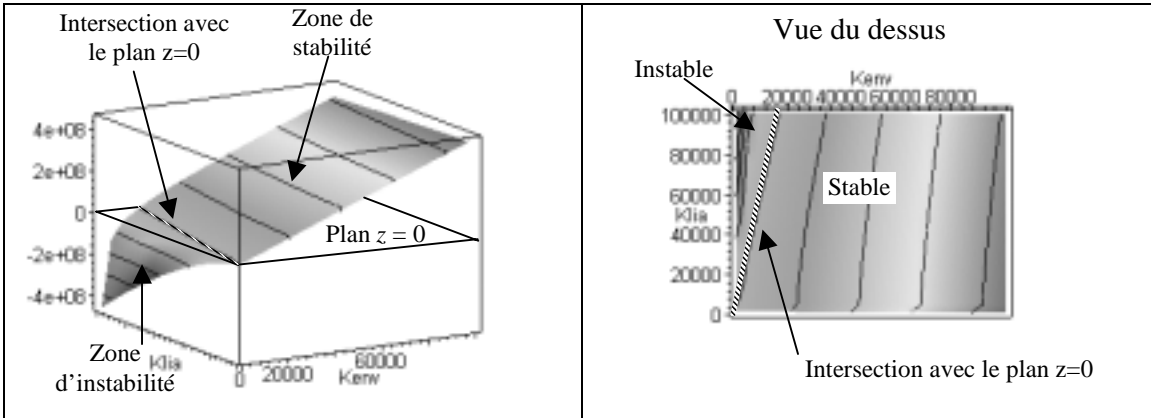 Intersection avec
le plan z=0
Zone de
stabilité
4e+08
2e+08
0
-2e+08
-4e+08
Plan z = 0
Zone
d'instabilité
Klia
0
20000
60000
Kenv
Vue du dessus
Instable
Kenv
0 20000 40000 60000 80000
100000
80000
60000
Klia
40000
20000
0
Stable
Intersection avec le plan z=0